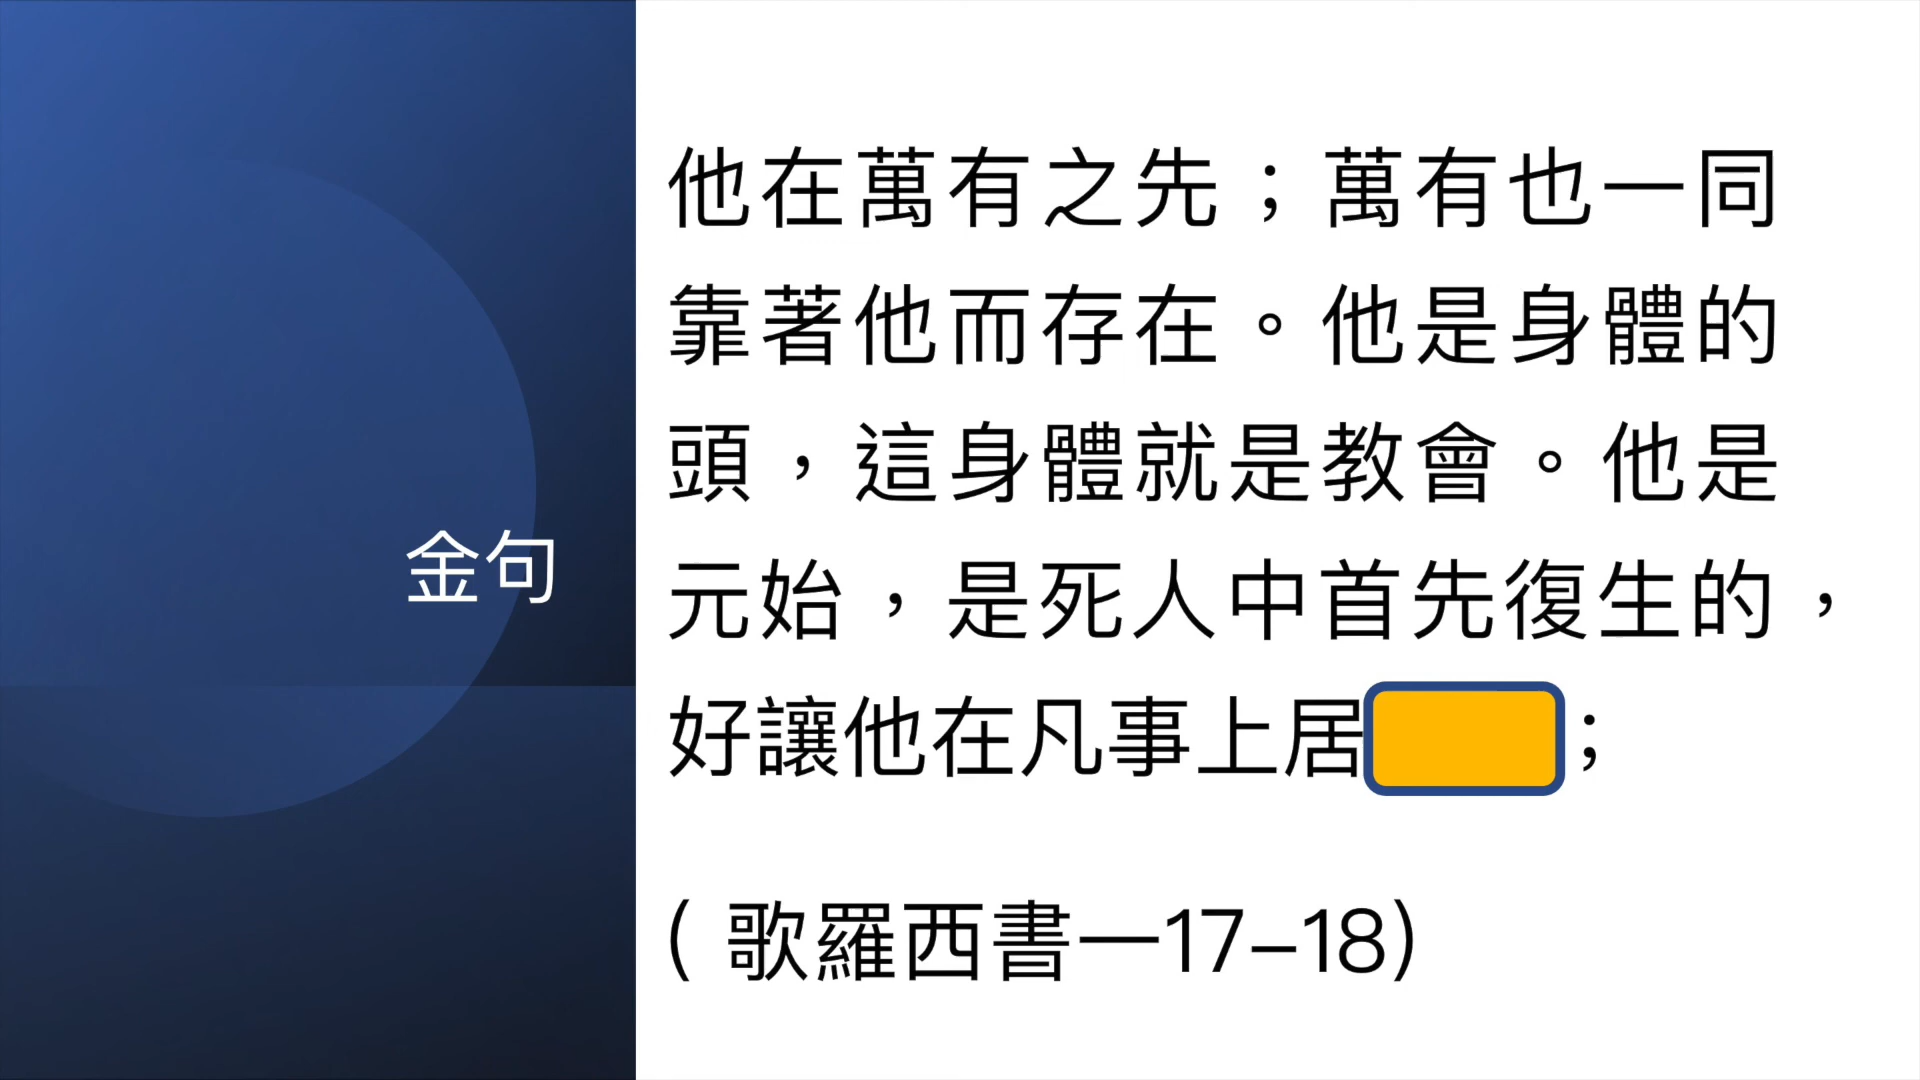 金句
他在萬有之先；萬有也一同
靠著他而存在。他是身體的
頭，這身體就是教會。他是
元始，是死人中首先復生的，
好讓他在凡事上居；
( 歌羅西書一17–18)